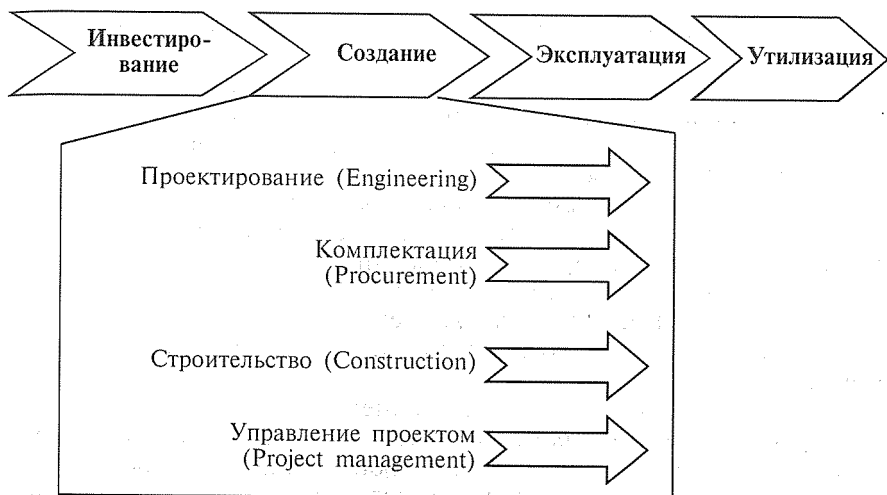 Инвестиро-
вание
Создание
Эксплуатация
Утилизация
Проектирование (Engineering)
Комплектация
(Procurement)
Строительство (Construction)
Управление проектом
(Project management)